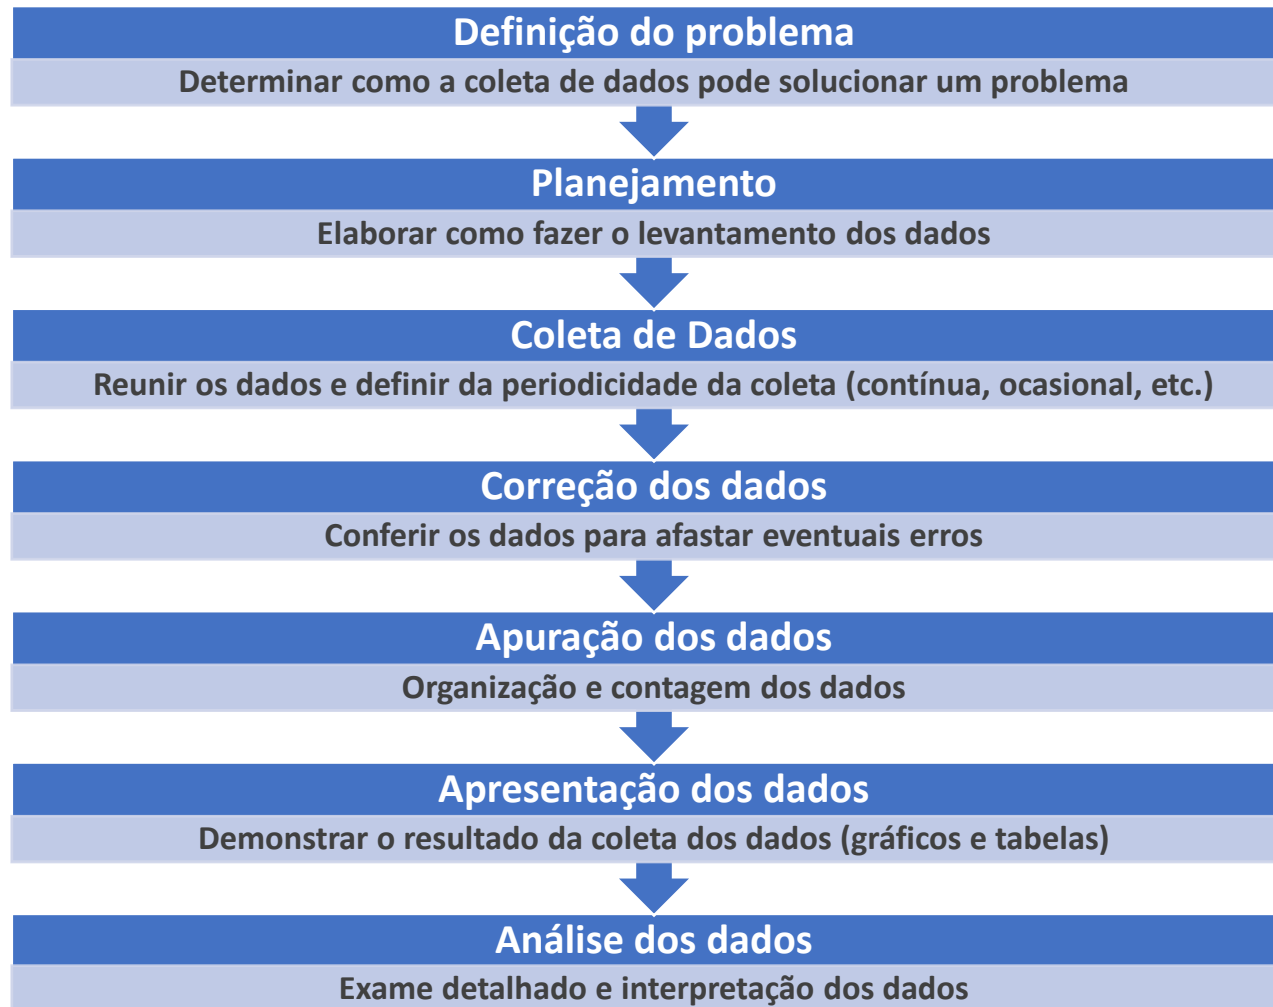 Definição do problema
Determinar como a coleta de dados pode solucionar um problema
Planejamento
Elaborar como fazer o levantamento dos dados
Coleta de Dados
Reunir os dados e definir da periodicidade da coleta (contínua, ocasional, etc.)
Correção dos dados
Conferir os dados para afastar eventuais erros
Apuração dos dados
Organização e contagem dos dados
Apresentação dos dados
Demonstrar o resultado da coleta dos dados (gráficos e tabelas)
Análise dos dados
Exame detalhado e interpretação dos dados